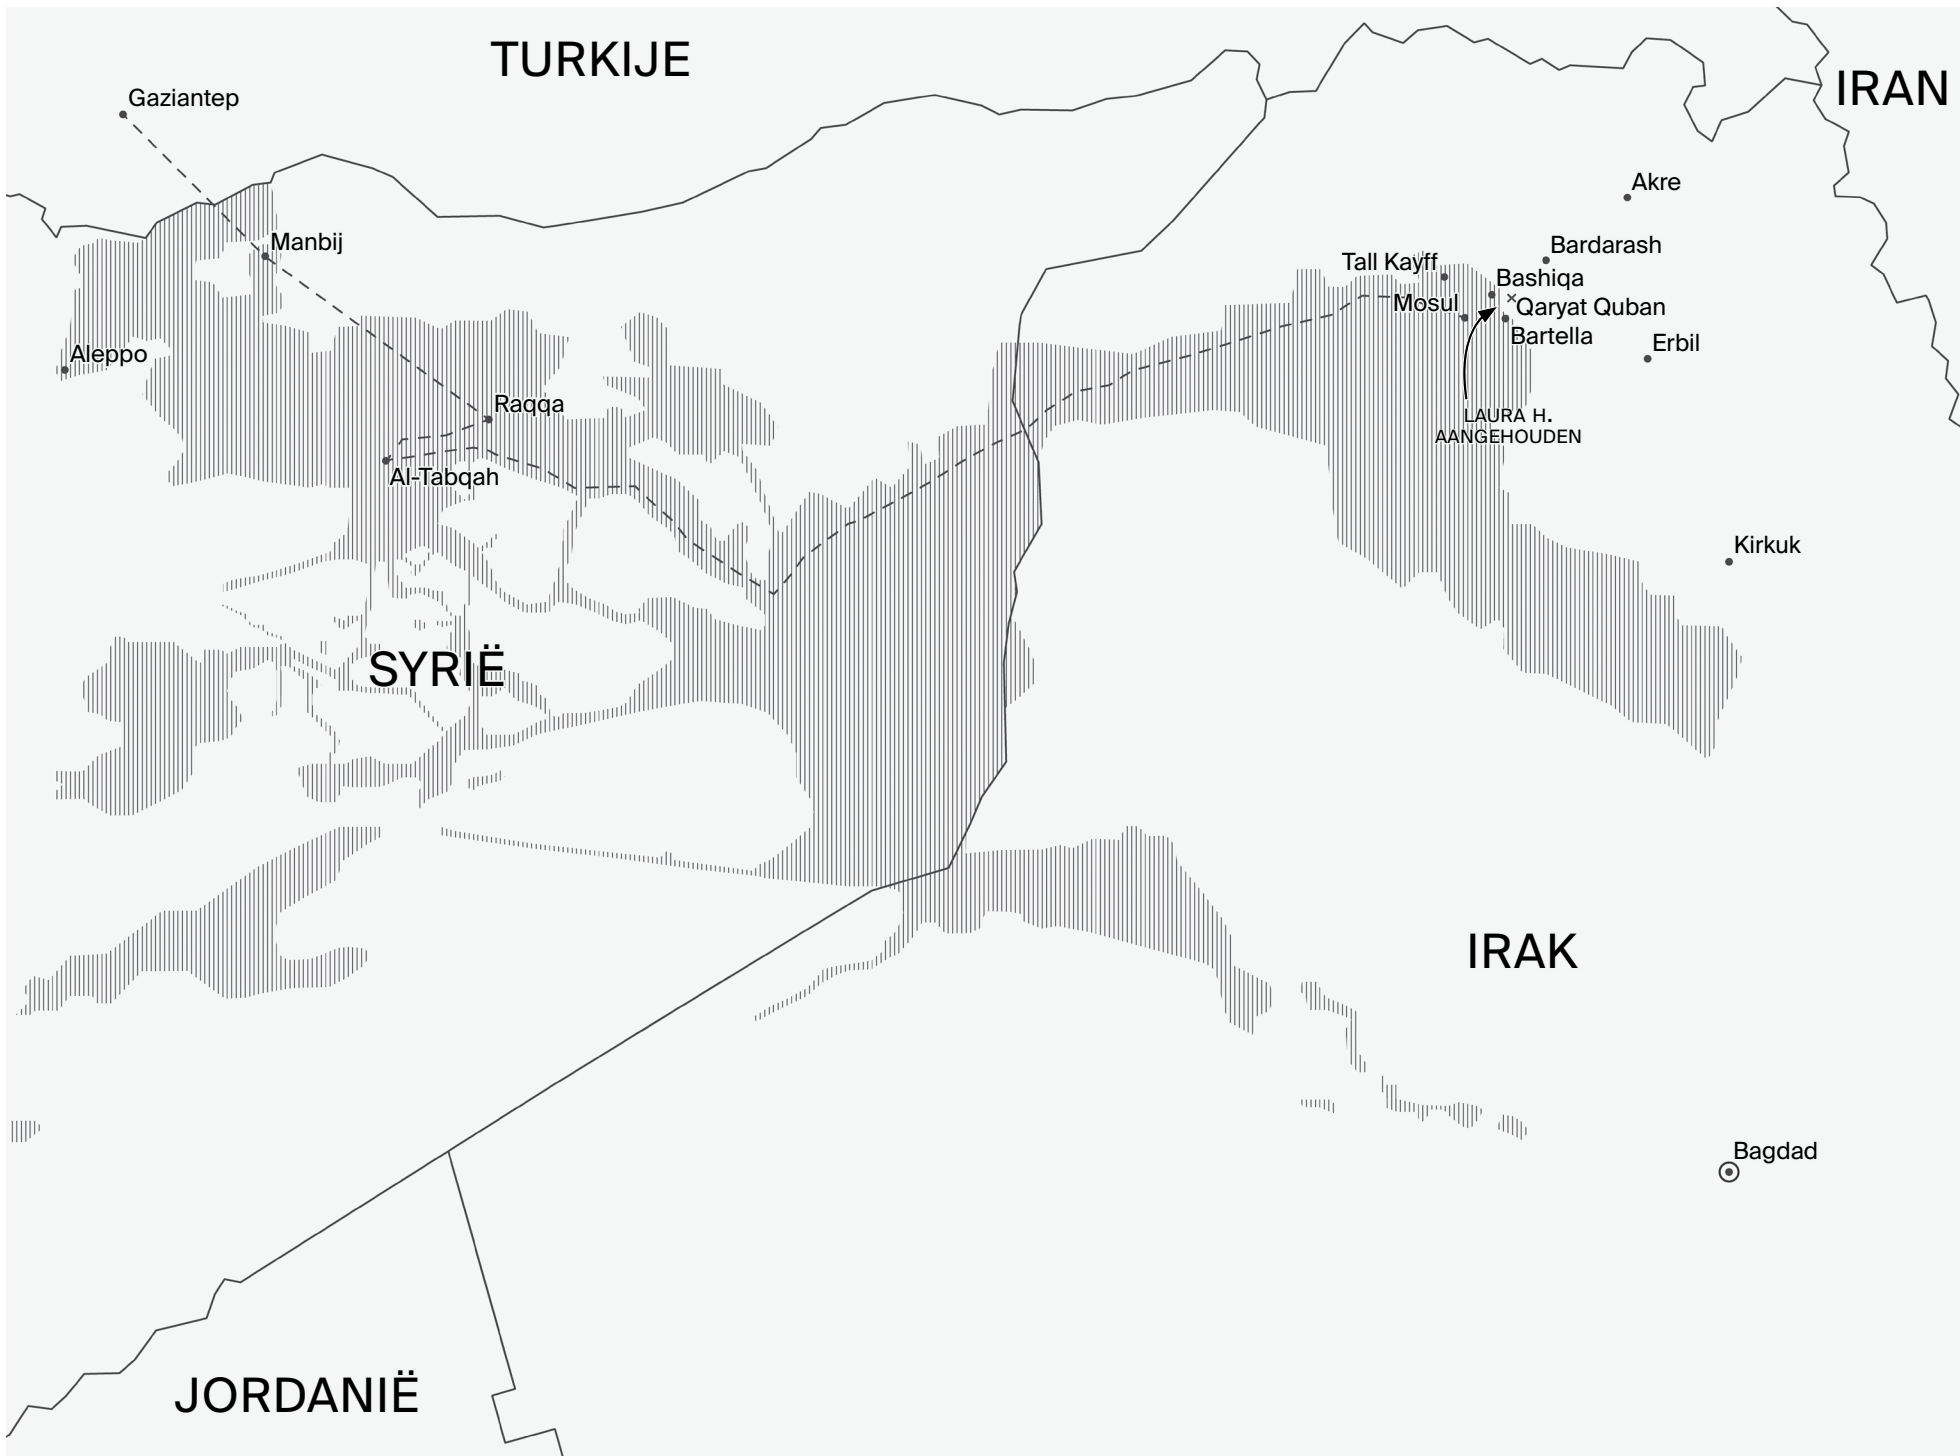 TURKIJE
IRAN
Gaziantep
Akre
Manbij
Bardarash
Tall Kayff
Bashiqa
Mosul
Qaryat Quban
Bartella
Erbil
Aleppo
Raqqa
LAURA H.
AANGEHOUDEN
Al-Tabqah
Kirkuk
SYRIË
IRAK
Bagdad
JORDANIË